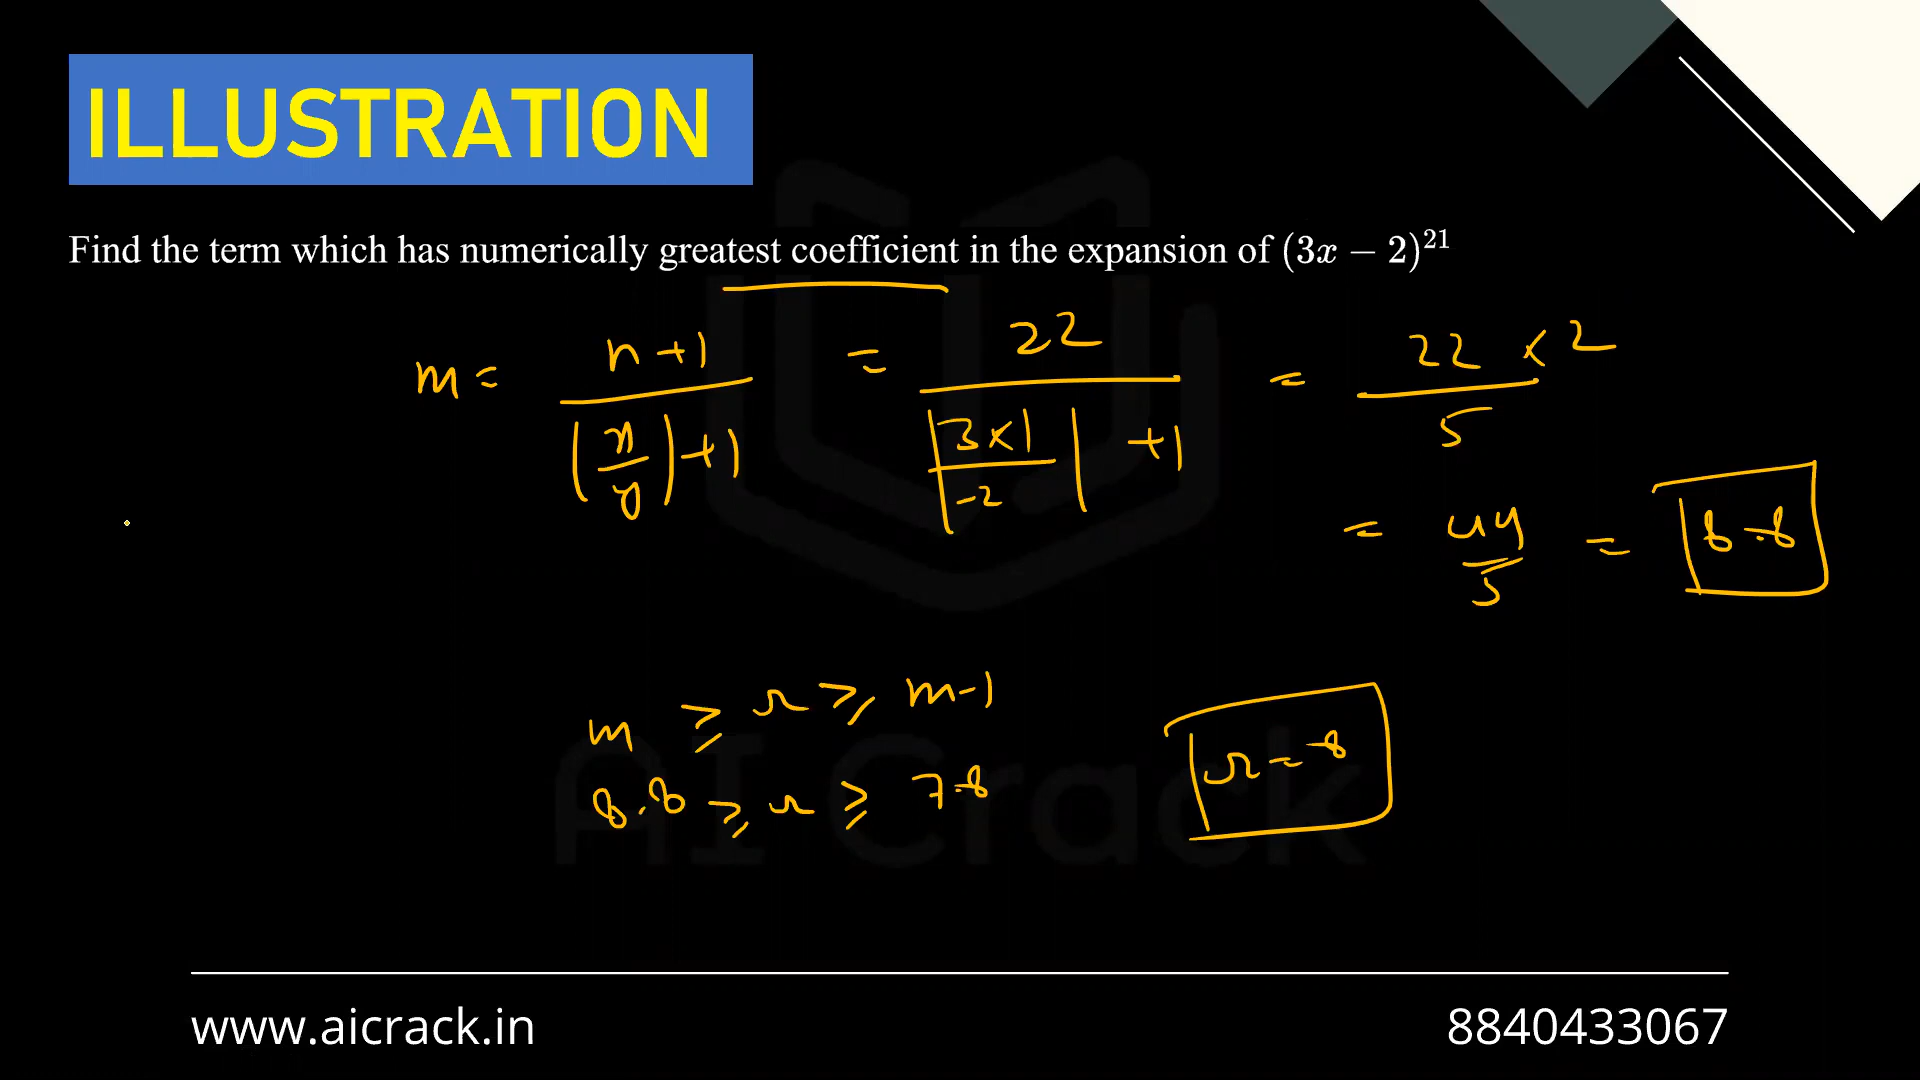 ILLUSTRATION
Find the term which has numerically greatest coefficient in the expansion of (3x − 2)^21
m = (n+1) / (|x/y| + 1) = 22 / (|3×1 / -2| + 1) = 22 × 2 / 5
= 44/5 = 8.8
m ≥ r ≥ m-1
8.8 ≥ r ≥ 7.8
r = 8
AI Crack
www.aicrack.in
8840433067